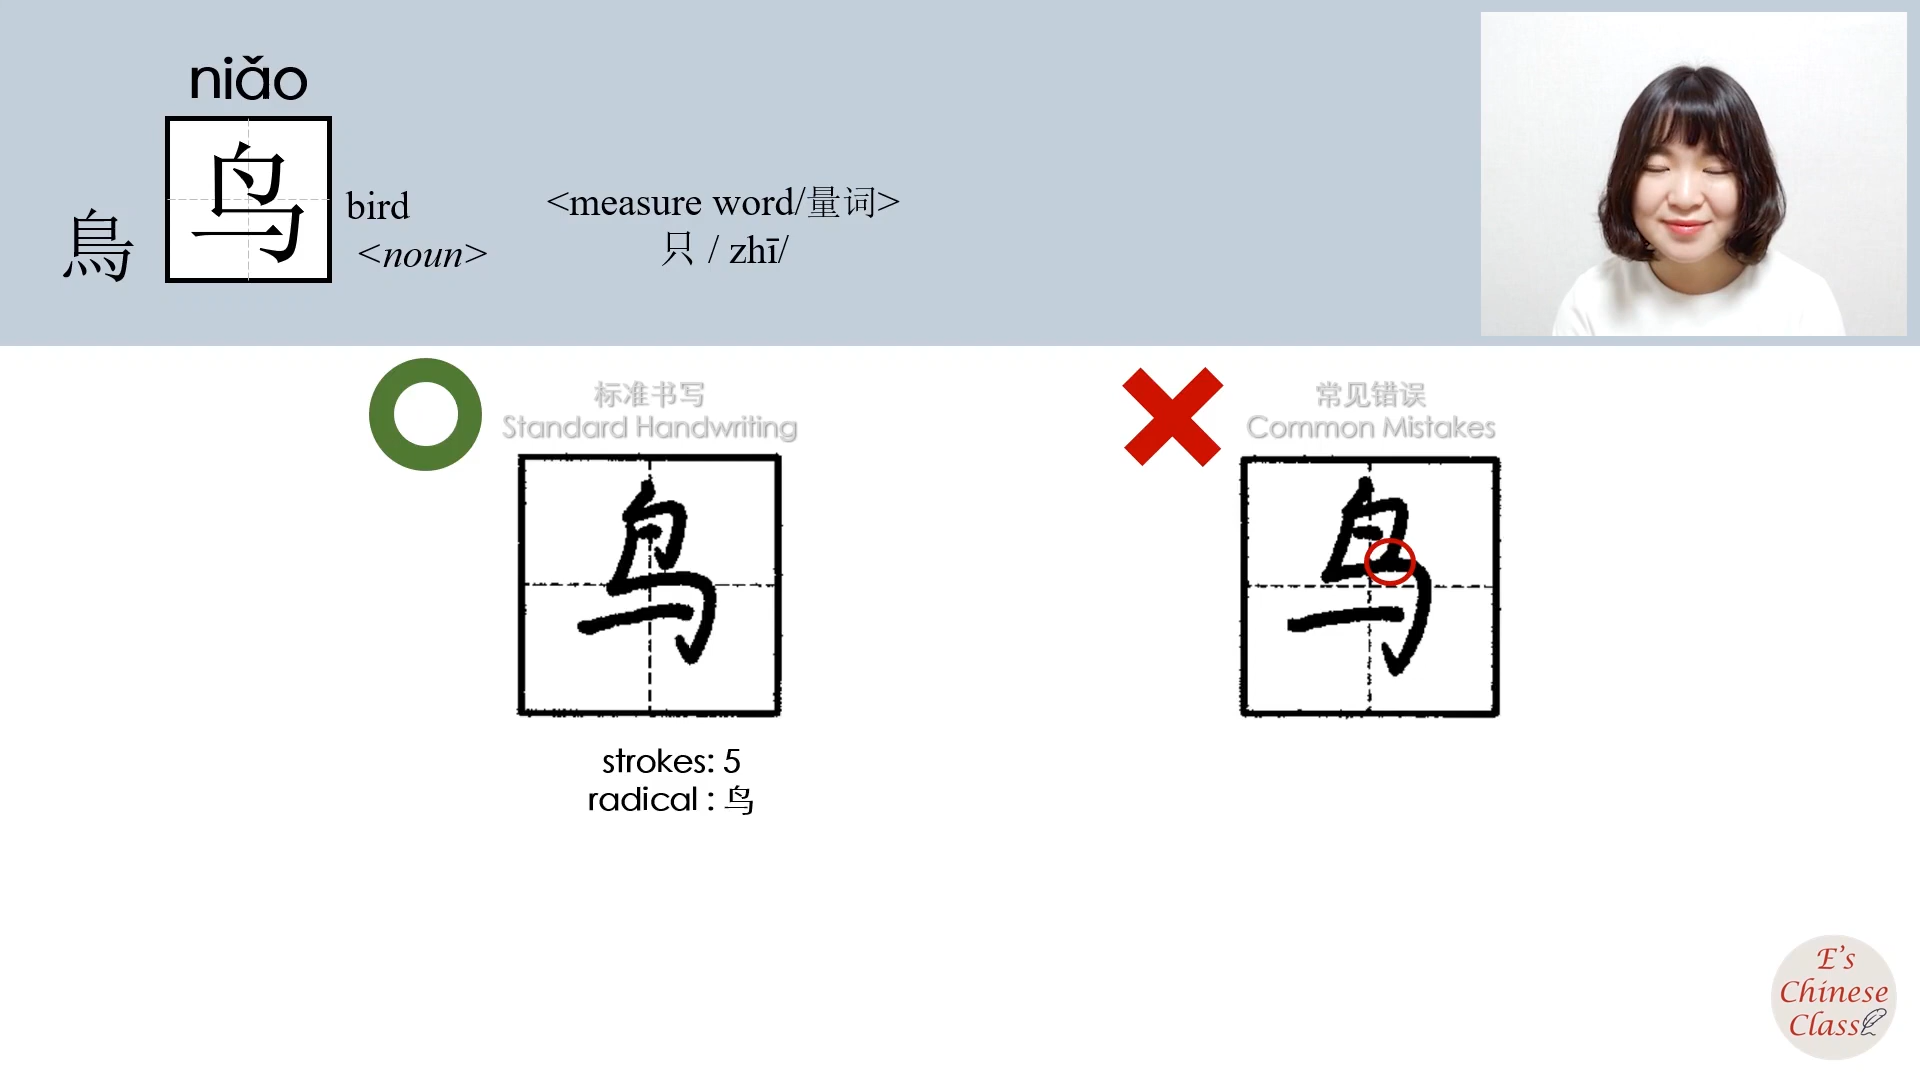 niǎo
鳥
鸟
bird
<noun>
<measure word/量词>
只 / zhī/
标准书写
Standard Handwriting
鸟
strokes: 5
radical : 鸟
常见错误
Common Mistakes
鸟
E's
Chinese
Class